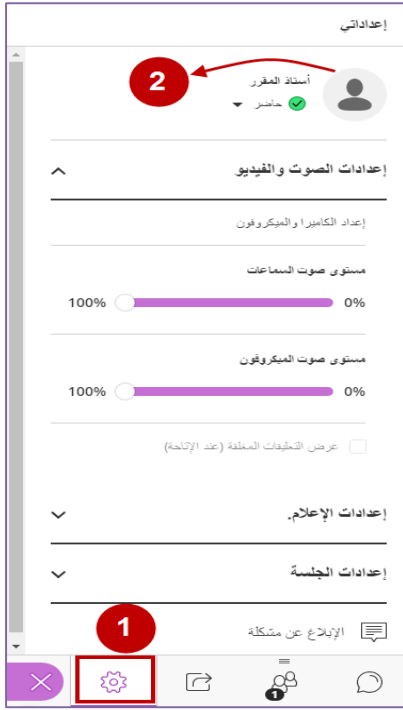 إعداداتي
أستاذ المقرر
2
حاضر
إعدادات الصوت والفيديو
إعداد الكاميرا والميكروفون
مستوى صوت السماعات
0% 100%
مستوى صوت الميكروفون
0% 100%
عرض التعليقات المغلقة (عند الإتاحة)
إعدادات الإعلام.
إعدادات الجلسة
الإبلاغ عن مشكلة
1
1